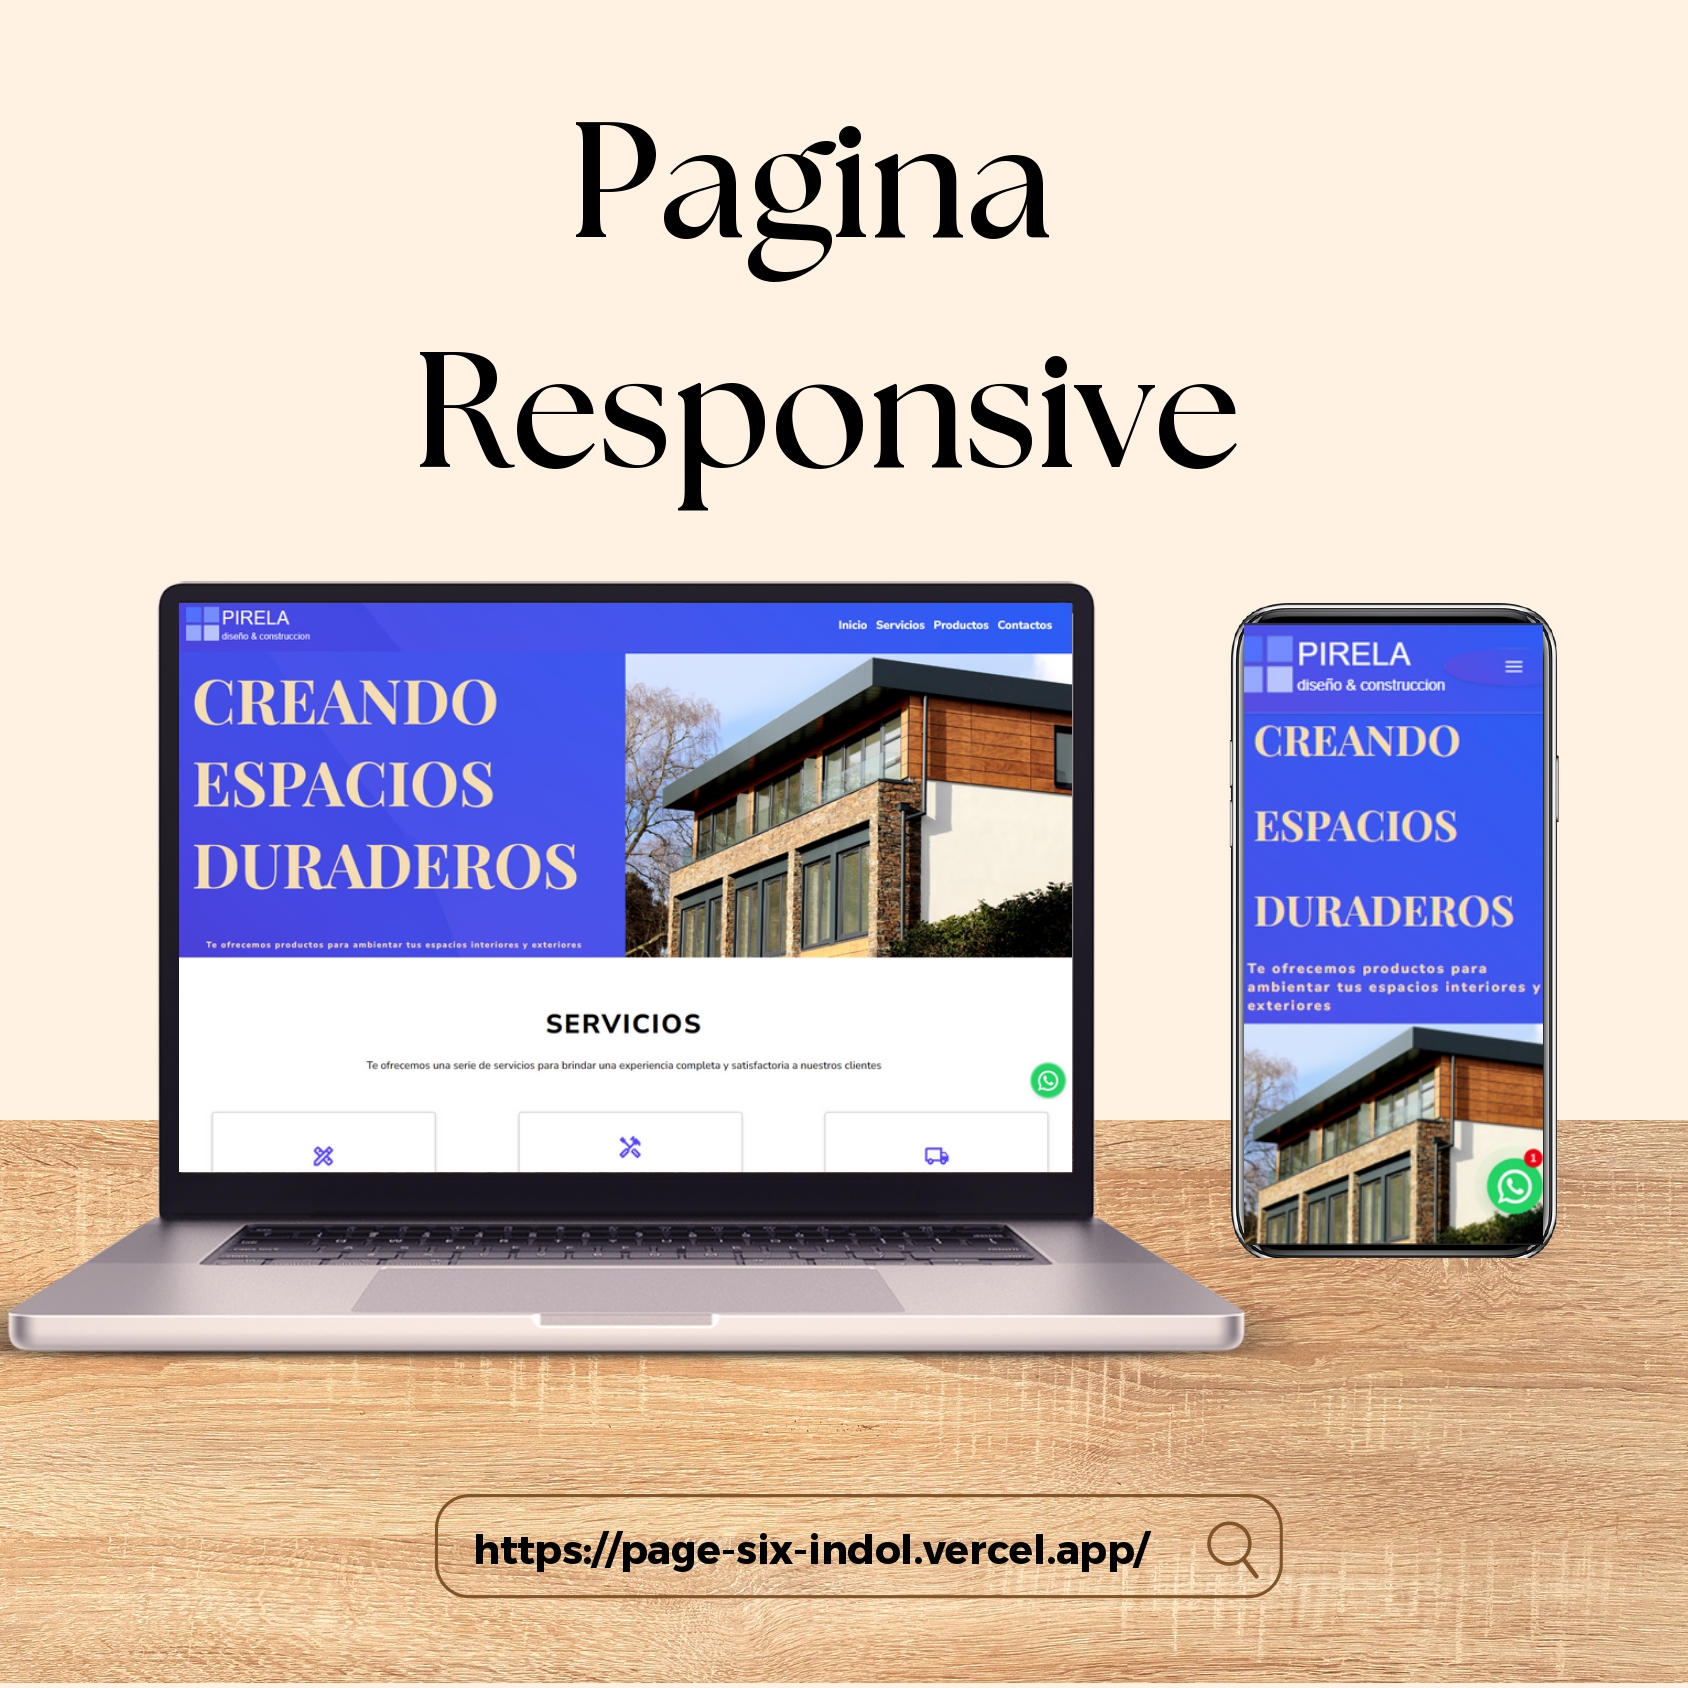 Pagina
Responsive
PIRELA
diseño & construccion
Inicio Servicios Productos Contactos
CREANDO
ESPACIOS
DURADEROS
Te ofrecemos productos para ambientar tus espacios interiores y exteriores
SERVICIOS
Te ofrecemos una serie de servicios para brindar una experiencia completa y satisfactoria a nuestros clientes
PIRELA
diseño & construccion
CREANDO
ESPACIOS
DURADEROS
Te ofrecemos productos para
ambientar tus espacios interiores y
exteriores
1
https://page-six-indol.vercel.app/